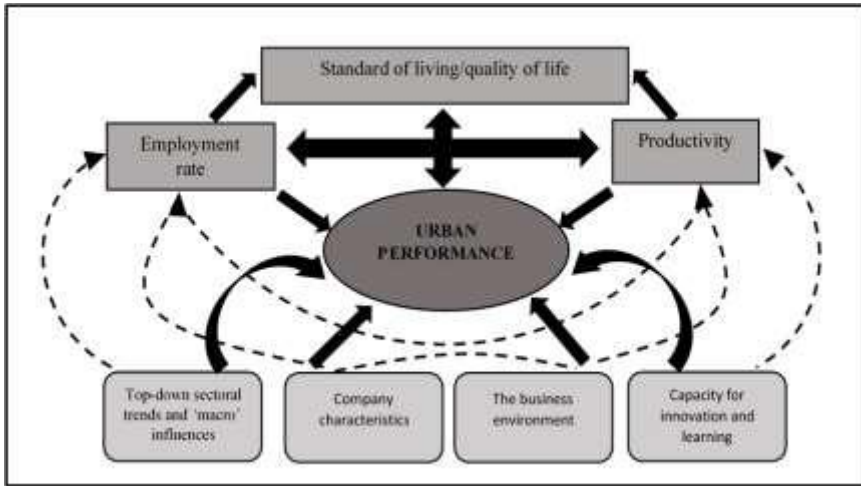 Standard of living/quality of life
Employment
rate
Productivity
URBAN
PERFORMANCE
Top-down sectoral
trends and ‘macro’
influences
Company
characteristics
The business
environment
Capacity for
innovation and
learning